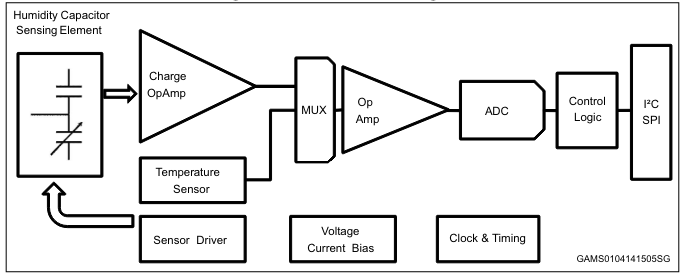 Humidity Capacitor
Sensing Element
Charge
OpAmp
MUX
Op
Amp
ADC
Control
Logic
I²C
SPI
Temperature
Sensor
Sensor Driver
Voltage
Current Bias
Clock & Timing
GAMS0104141505SG